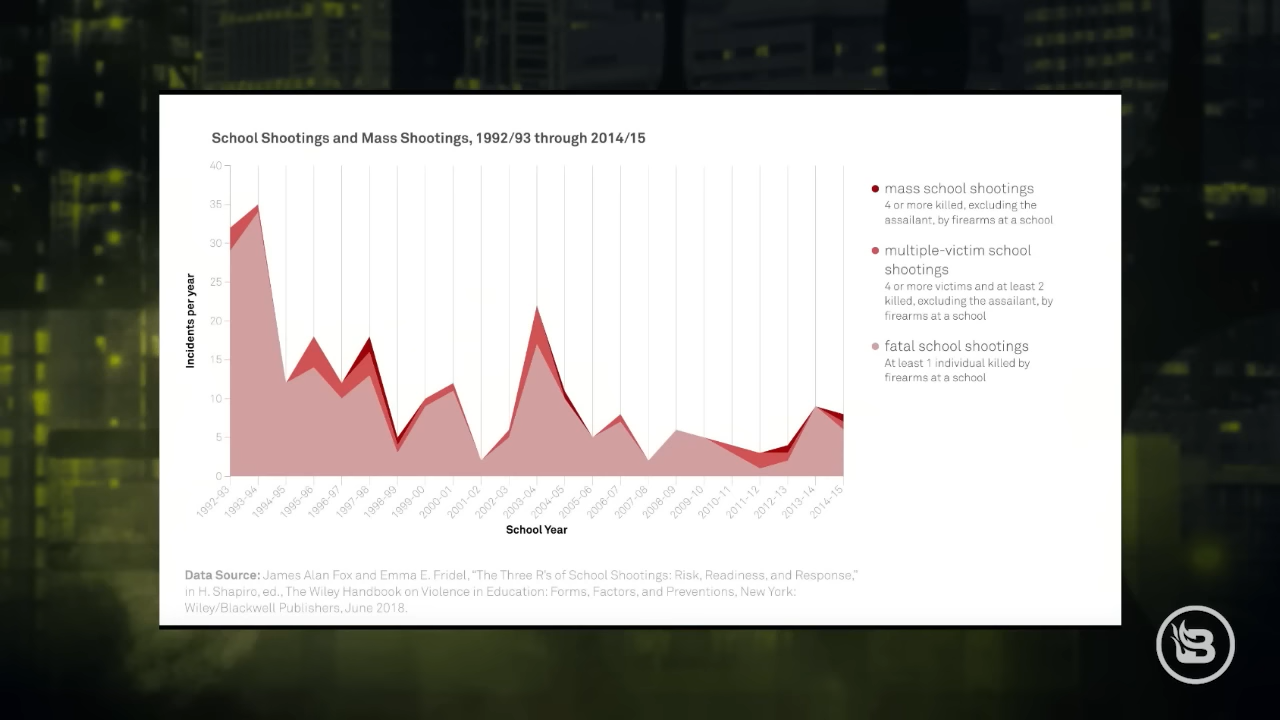 School Shootings and Mass Shootings, 1992/93 through 2014/15
40
35
30
25
20
15
10
5
0
Incidents per year
1992-93
1993-94
1994-95
1995-96
1996-97
1997-98
1998-99
1999-00
2000-01
2001-02
2002-03
2003-04
2004-05
2005-06
2006-07
2007-08
2008-09
2009-10
2010-11
2011-12
2012-13
2013-14
2014-15
School Year
mass school shootings
4 or more killed, excluding the
assailant, by firearms at a school
multiple-victim school
shootings
4 or more victims and at least 2
killed, excluding the assailant, by
firearms at a school
fatal school shootings
At least 1 individual killed by
firearms at a school
Data Source: James Alan Fox and Emma E. Fridel, "The Three R's of School Shootings: Risk, Readiness, and Response,"
in H. Shapiro, ed., The Wiley Handbook on Violence in Education: Forms, Factors, and Preventions, New York:
Wiley/Blackwell Publishers, June 2018.
B